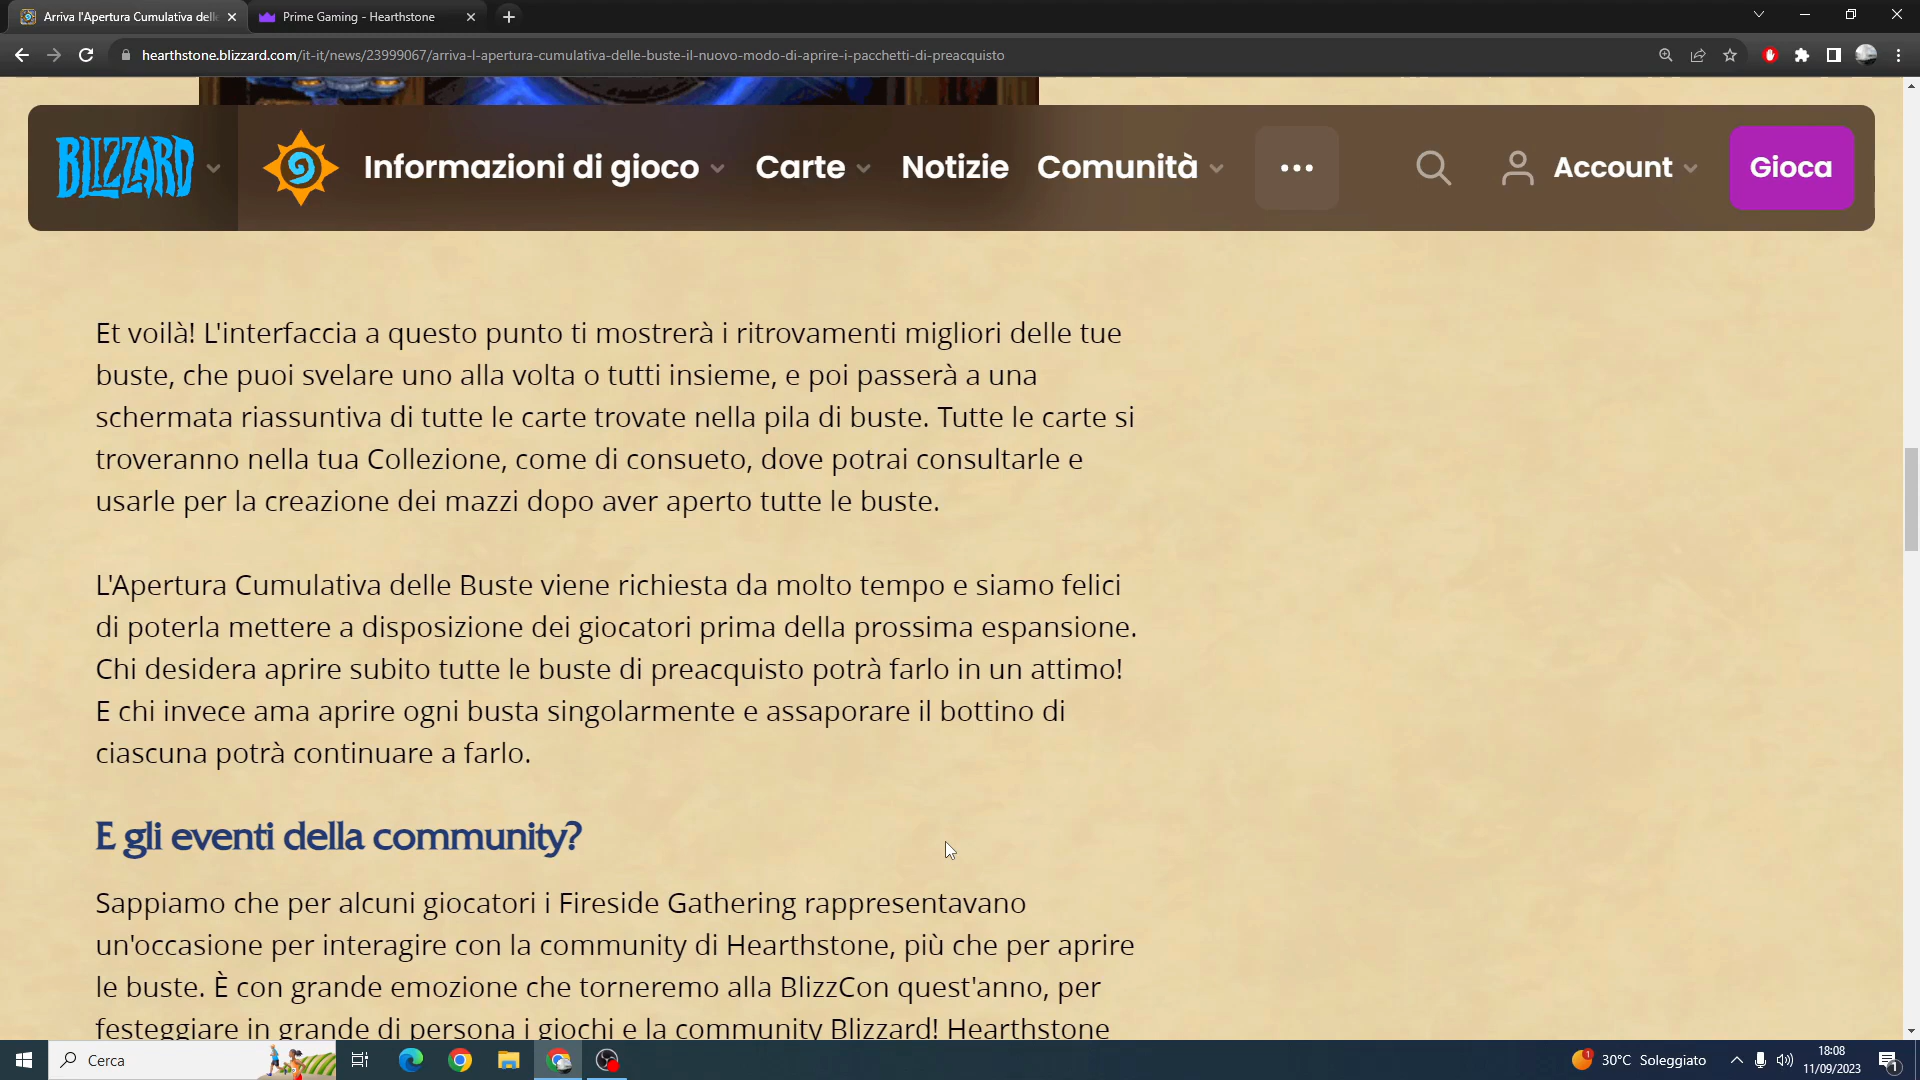 Arriva l'Apertura Cumulativa delle
Prime Gaming - Hearthstone
hearthstone.blizzard.com/it-it/news/23999067/arriva-l-apertura-cumulativa-delle-buste-il-nuovo-modo-di-aprire-i-pacchetti-di-preacquisto
BLIZZARD
Informazioni di gioco
Carte
Notizie
Comunità
Account
Gioca
Et voilà! L'interfaccia a questo punto ti mostrerà i ritrovamenti migliori delle tue
buste, che puoi svelare uno alla volta o tutti insieme, e poi passerà a una
schermata riassuntiva di tutte le carte trovate nella pila di buste. Tutte le carte si
troveranno nella tua Collezione, come di consueto, dove potrai consultarle e
usarle per la creazione dei mazzi dopo aver aperto tutte le buste.
L'Apertura Cumulativa delle Buste viene richiesta da molto tempo e siamo felici
di poterla mettere a disposizione dei giocatori prima della prossima espansione.
Chi desidera aprire subito tutte le buste di preacquisto potrà farlo in un attimo!
E chi invece ama aprire ogni busta singolarmente e assaporare il bottino di
ciascuna potrà continuare a farlo.
E gli eventi della community?
Sappiamo che per alcuni giocatori i Fireside Gathering rappresentavano
un'occasione per interagire con la community di Hearthstone, più che per aprire
le buste. È con grande emozione che torneremo alla BlizzCon quest'anno, per
festeggiare in grande di persona i giochi e la community Blizzard! Hearthstone
Cerca
1
30°C Soleggiato
18:08
11/09/2023
1